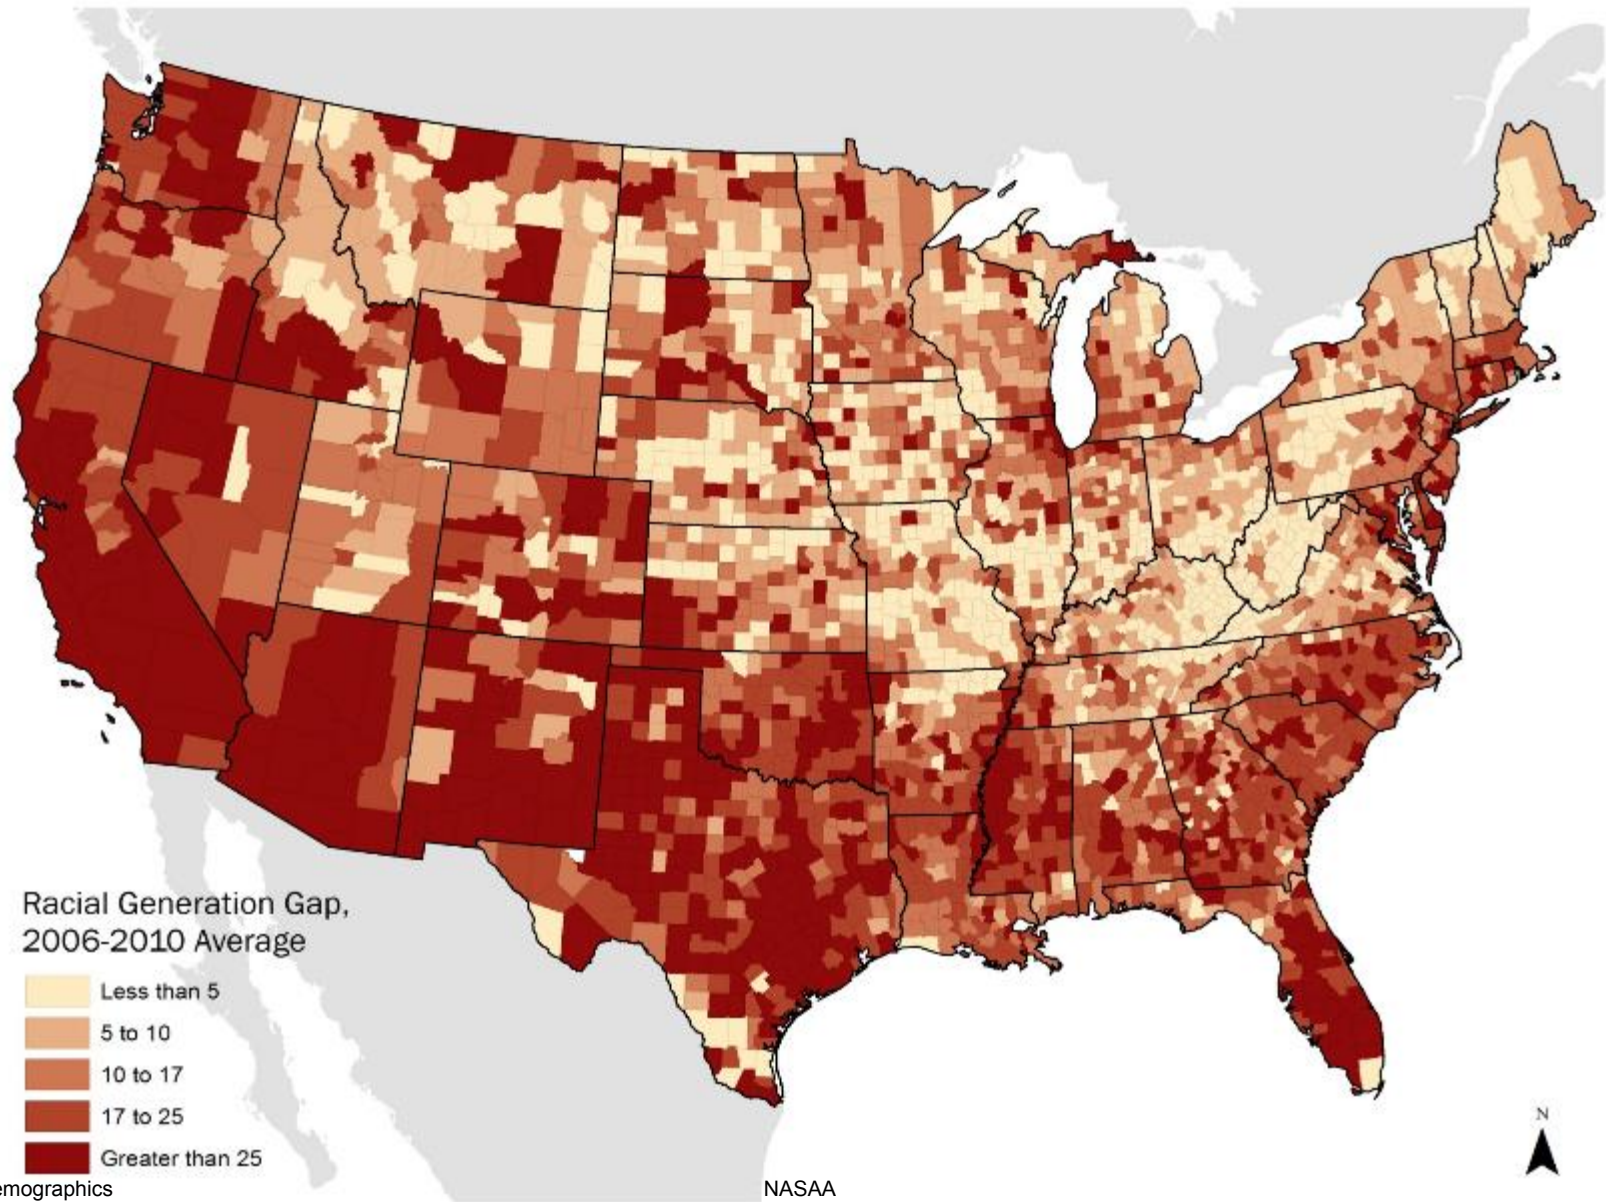 Racial Generation Gap,
2006-2010 Average
Less than 5
5 to 10
10 to 17
17 to 25
Greater than 25
N
emographics
NASAA